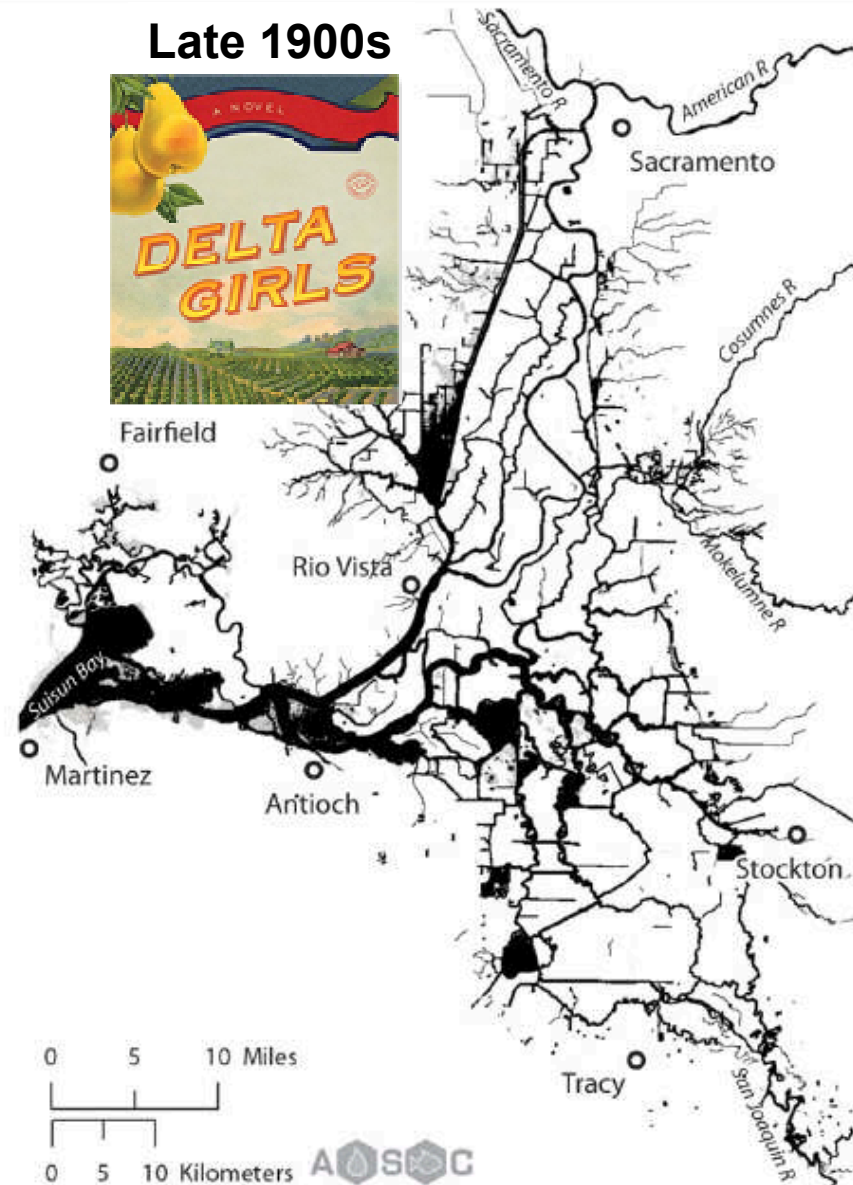 Late 1900s
A NOVEL
DELTA
GIRLS
Sacramento R
American R
Sacramento
Cosumnes R
Fairfield
Mokelumne R
Rio Vista
Suisun Bay
Martinez
Antioch
Stockton
Tracy
San Joaquin R
0 5 10 Miles
0 5 10 Kilometers